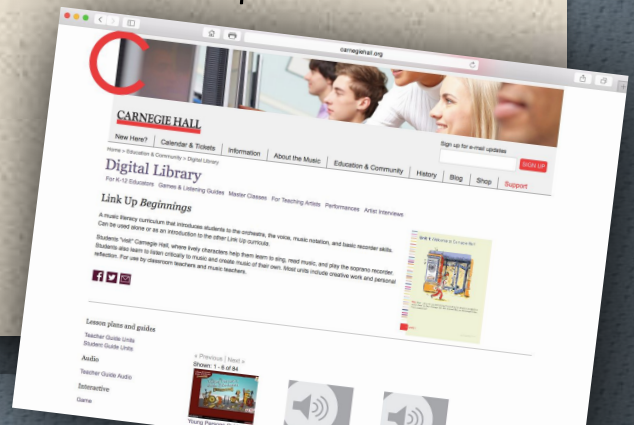 carnegiehall.org
CARNEGIE HALL
Sign up for e-mail updates
SIGN UP
New Here? Calendar & Tickets Information About the Music Education & Community History Blog Shop Support
Home > Education & Community > Digital Library
Digital Library
For K-12 Educators Games & Listening Guides Master Classes For Teaching Artists Performances Artist Interviews
Link Up Beginnings
A music literacy curriculum that introduces students to the orchestra, the voice, music notation, and basic recorder skills.
Can be used alone or as an introduction to the other Link Up curricula.
Students "visit" Carnegie Hall, where lively characters help them learn to sing, read music, and play the soprano recorder.
Students also learn to listen critically to music and create music of their own. Most units include creative work and personal
reflection. For use by classroom teachers and music teachers.
Lesson plans and guides
Teacher Guide Units
Student Guide Units
Audio
Teacher Guide Audio
Interactive
Game
« Previous | Next »
Shown: 1 - 6 of 84